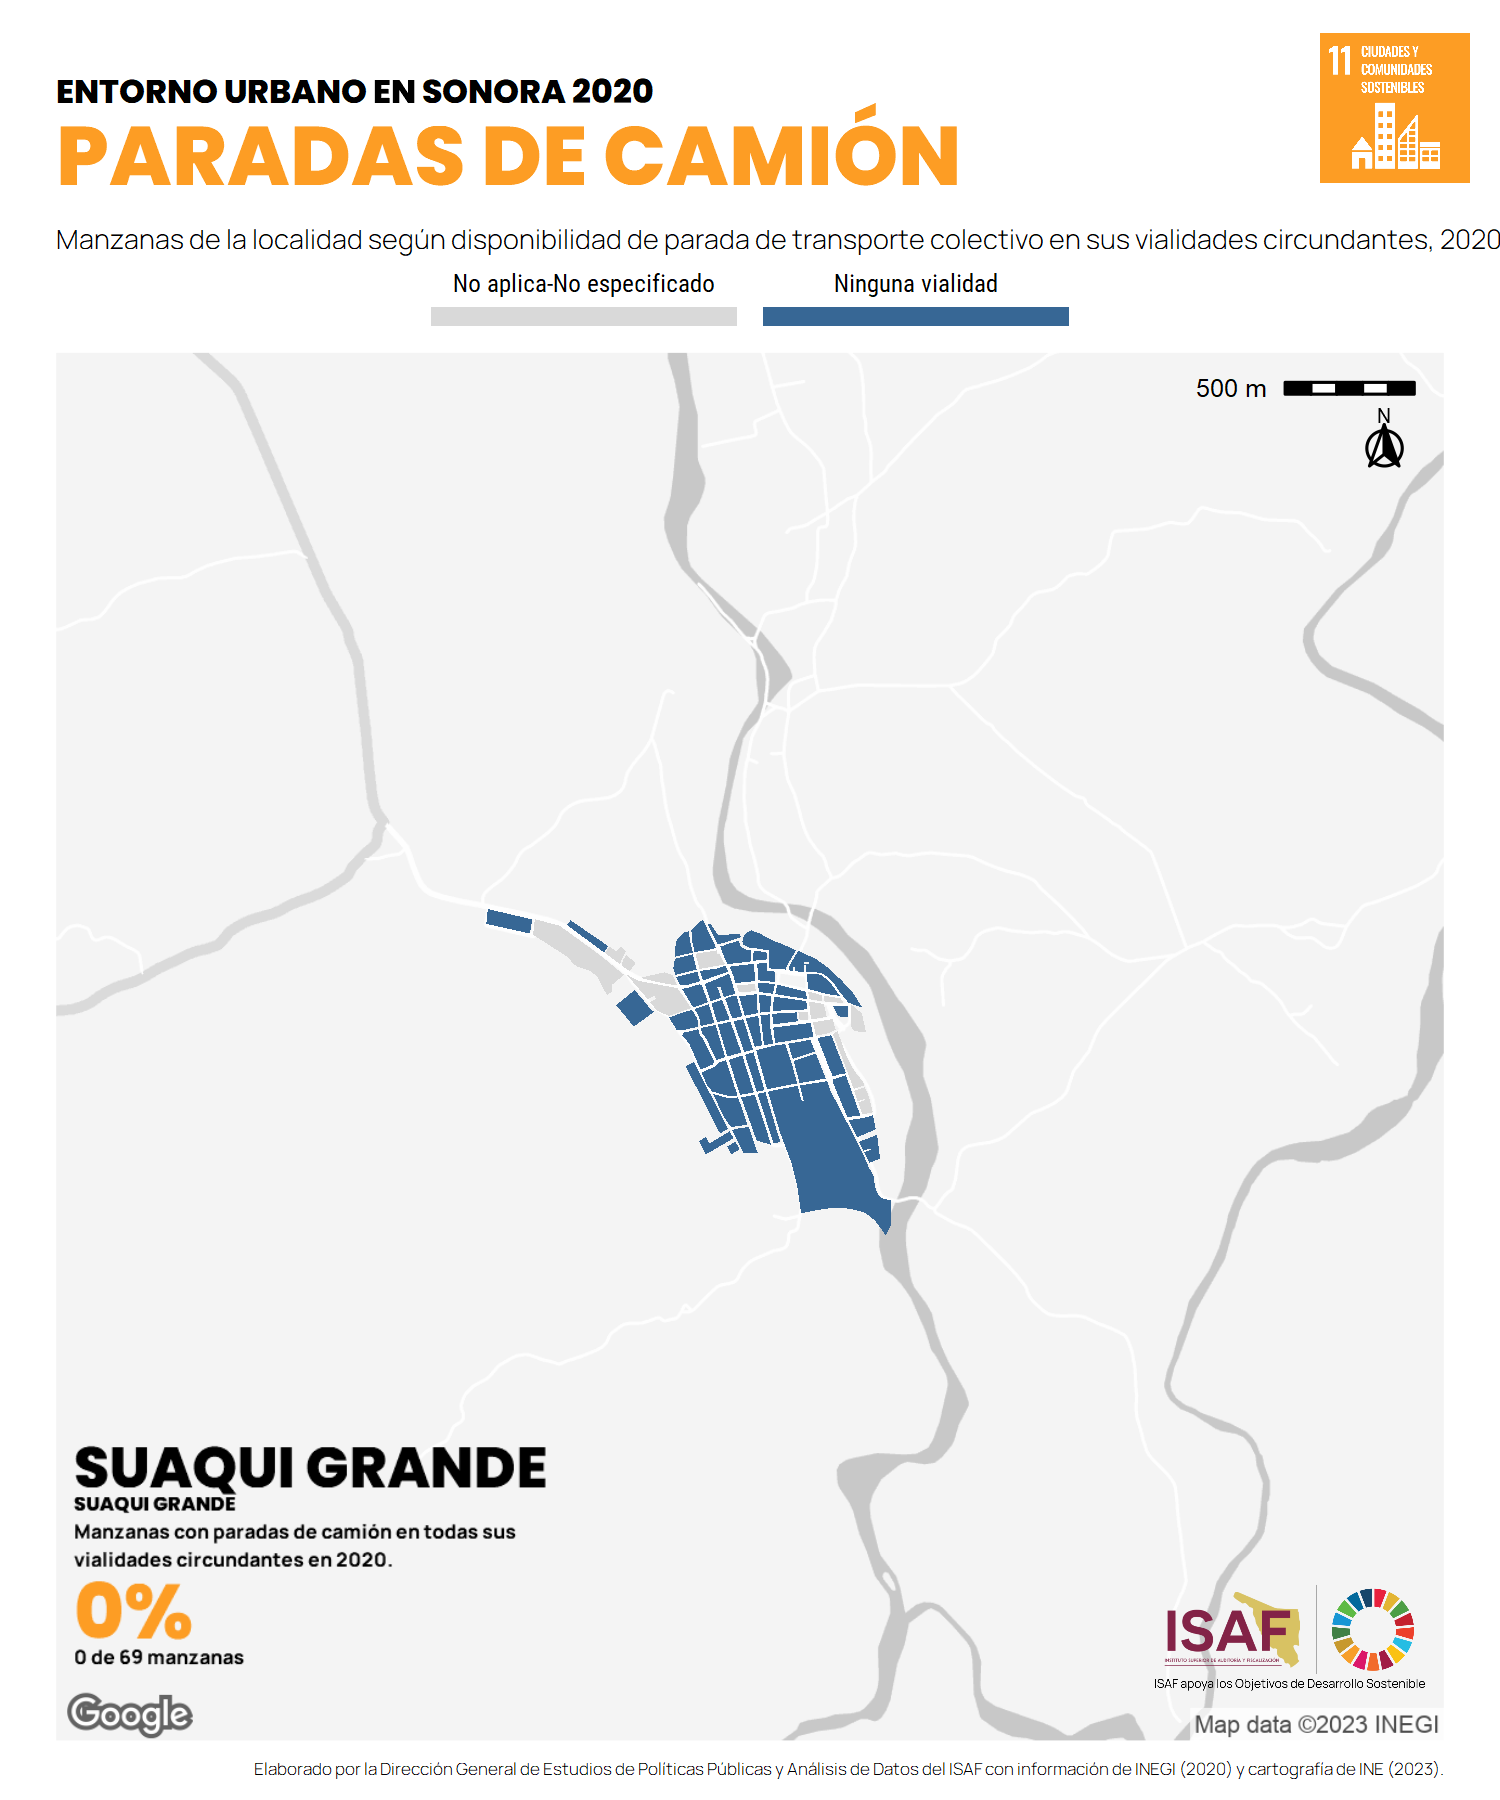 11 CIUDADES Y
COMUNIDADES
SOSTENIBLES
ENTORNO URBANO EN SONORA 2020
PARADAS DE CAMIÓN
Manzanas de la localidad según disponibilidad de parada de transporte colectivo en sus vialidades circundantes, 2020
No aplica-No especificado
Ninguna vialidad
500 m
N
SUAQUI GRANDE
SUAQUI GRANDE
Manzanas con paradas de camión en todas sus
vialidades circundantes en 2020.
0%
0 de 69 manzanas
Google
ISAF
INSTITUTO SUPERIOR DE AUDITORÍA Y FISCALIZACIÓN
ISAF apoya los Objetivos de Desarrollo Sostenible
Map data ©2023 INEGI
Elaborado por la Dirección General de Estudios de Políticas Públicas y Análisis de Datos del ISAF con información de INEGI (2020) y cartografía de INE (2023).